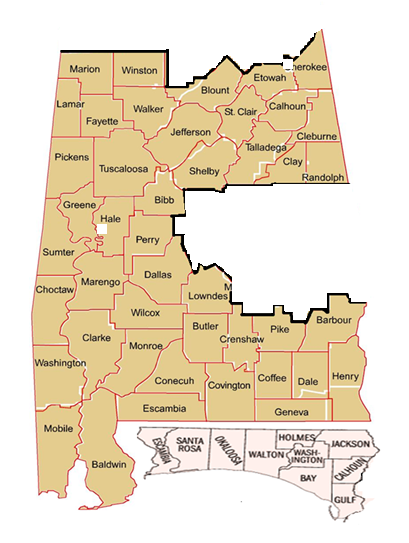 Cherokee
Marion
Winston
Etowah
Blount
Lamar
Walker
St. Clair
Calhoun
Fayette
Jefferson
Cleburne
Talladega
Pickens
Tuscaloosa
Shelby
Clay
Randolph
Bibb
Greene
Hale
Perry
Sumter
Dallas
Choctaw
Marengo
M
Lowndes
Wilcox
Barbour
Butler
Pike
Clarke
Crenshaw
Monroe
Washington
Henry
Conecuh
Covington
Coffee
Dale
Escambia
Geneva
Mobile
Baldwin
ESCAMBIA
SANTA
ROSA
OKALOOSA
WALTON
HOLMES
WASH-
INGTON
JACKSON
BAY
CALHOUN
GULF